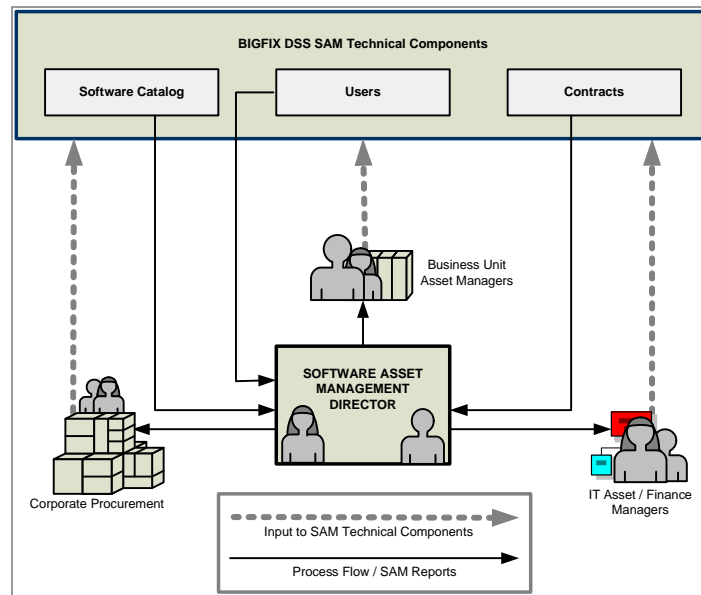 BIGFIX DSS SAM Technical Components
Software Catalog
Users
Contracts
Business Unit
Asset Managers
SOFTWARE ASSET
MANAGEMENT
DIRECTOR
Corporate Procurement
IT Asset / Finance
Managers
Input to SAM Technical Components
Process Flow / SAM Reports